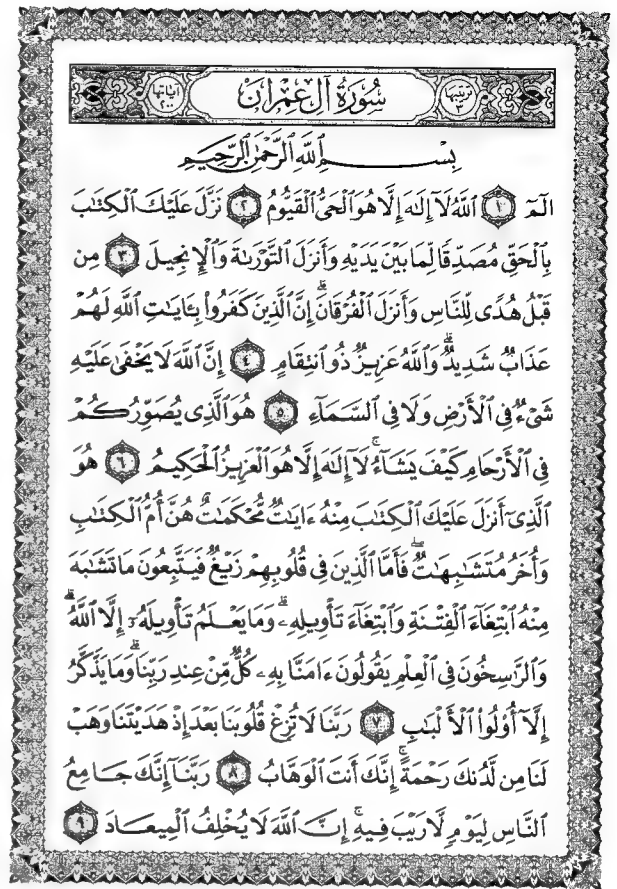 ترتيبها ٣ سُورَةُ آلِ عِمْرَانَ آياتها ٢٠٠
بِسْمِ ٱللَّهِ ٱلرَّحْمَٰنِ ٱلرَّحِيمِ
الٓمٓ ١ ٱللَّهُ لَآ إِلَٰهَ إِلَّا هُوَ ٱلْحَىُّ ٱلْقَيُّومُ ٢ نَزَّلَ عَلَيْكَ ٱلْكِتَٰبَ
بِٱلْحَقِّ مُصَدِّقًا لِّمَا بَيْنَ يَدَيْهِ وَأَنزَلَ ٱلتَّوْرَىٰةَ وَٱلْإِنجِيلَ ٣ مِن
قَبْلُ هُدًى لِّلنَّاسِ وَأَنزَلَ ٱلْفُرْقَانَ ۗ إِنَّ ٱلَّذِينَ كَفَرُوا۟ بِـَٔايَٰتِ ٱللَّهِ لَهُمْ
عَذَابٌ شَدِيدٌ ۗ وَٱللَّهُ عَزِيزٌ ذُو ٱنتِقَامٍ ٤ إِنَّ ٱللَّهَ لَا يَخْفَىٰ عَلَيْهِ
شَىْءٌ فِى ٱلْأَرْضِ وَلَا فِى ٱلسَّمَآءِ ٥ هُوَ ٱلَّذِى يُصَوِّرُكُمْ
فِى ٱلْأَرْحَامِ كَيْفَ يَشَآءُ ۚ لَآ إِلَٰهَ إِلَّا هُوَ ٱلْعَزِيزُ ٱلْحَكِيمُ ٦ هُوَ
ٱلَّذِىٓ أَنزَلَ عَلَيْكَ ٱلْكِتَٰبَ مِنْهُ ءَايَٰتٌ مُّحْكَمَٰتٌ هُنَّ أُمُّ ٱلْكِتَٰبِ
وَأُخَرُ مُتَشَٰبِهَٰتٌ ۖ فَأَمَّا ٱلَّذِينَ فِى قُلُوبِهِمْ زَيْغٌ فَيَتَّبِعُونَ مَا تَشَٰبَهَ
مِنْهُ ٱبْتِغَآءَ ٱلْفِتْنَةِ وَٱبْتِغَآءَ تَأْوِيلِهِۦ ۗ وَمَا يَعْلَمُ تَأْوِيلَهُۥٓ إِلَّا ٱللَّهُ ۗ
وَٱلرَّٰسِخُونَ فِى ٱلْعِلْمِ يَقُولُونَ ءَامَنَّا بِهِۦ كُلٌّ مِّنْ عِندِ رَبِّنَا ۗ وَمَا يَذَّكَّرُ
إِلَّآ أُو۟لُوا۟ ٱلْأَلْبَٰبِ ٧ رَبَّنَا لَا تُزِغْ قُلُوبَنَا بَعْدَ إِذْ هَدَيْتَنَا وَهَبْ
لَنَا مِن لَّدُنكَ رَحْمَةً ۚ إِنَّكَ أَنتَ ٱلْوَهَّابُ ٨ رَبَّنَآ إِنَّكَ جَامِعُ
ٱلنَّاسِ لِيَوْمٍ لَّا رَيْبَ فِيهِ ۚ إِنَّ ٱللَّهَ لَا يُخْلِفُ ٱلْمِيعَادَ ٩